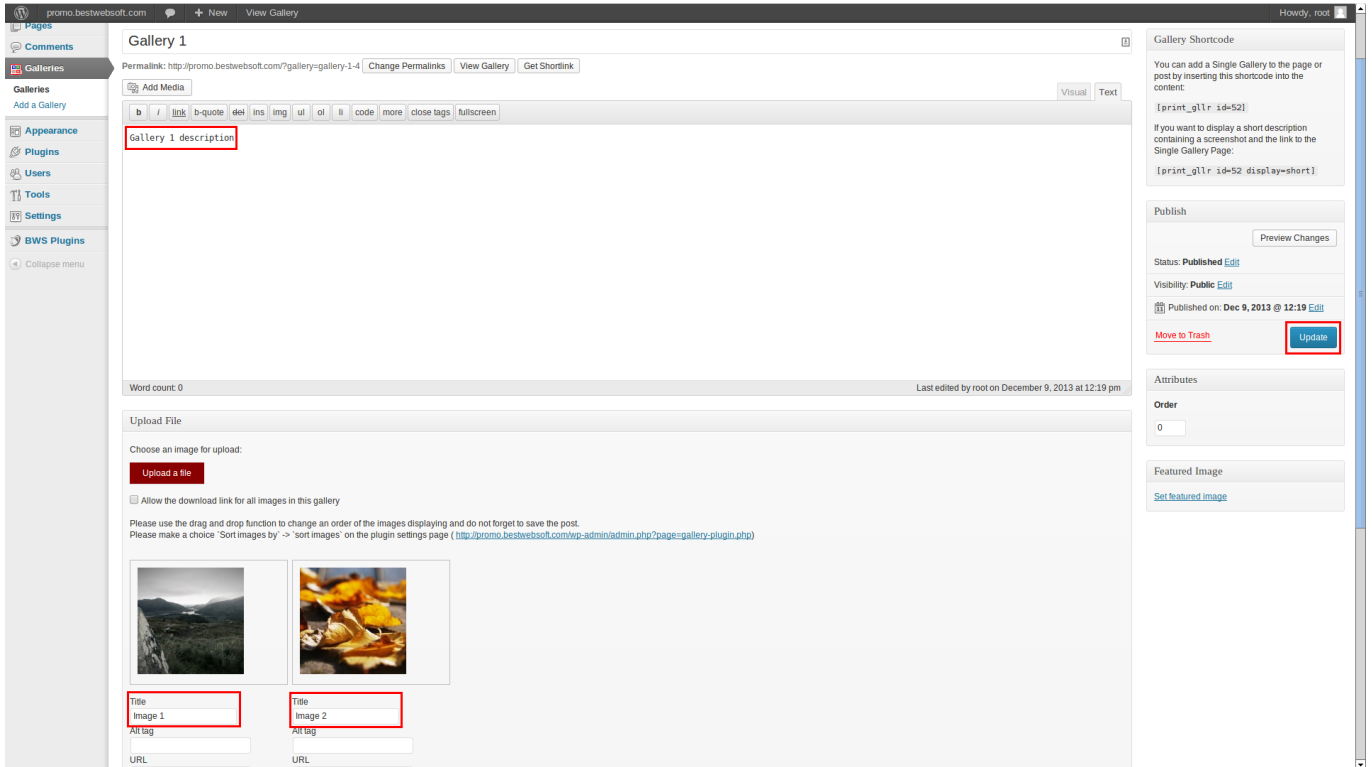 promo.bestwebsoft.com + New View Gallery Howdy, root
Pages
Comments
Galleries
Galleries
Add a Gallery
Appearance
Plugins
Users
Tools
Settings
BWS Plugins
Collapse menu
Gallery 1
Permalink: http://promo.bestwebsoft.com/?gallery=gallery-1-4 Change Permalinks View Gallery Get Shortlink
Add Media
Visual Text
b i link b-quote del ins img ul ol li code more close tags fullscreen
Gallery 1 description
Word count: 0 Last edited by root on December 9, 2013 at 12:19 pm
Upload File
Choose an image for upload:
Upload a file
Allow the download link for all images in this gallery
Please use the drag and drop function to change an order of the images displaying and do not forget to save the post.
Please make a choice `Sort images by` -> `sort images` on the plugin settings page ( http://promo.bestwebsoft.com/wp-admin/admin.php?page=gallery-plugin.php)
Title Title
Image 1 Image 2
Alt tag Alt tag
URL URL
Gallery Shortcode
You can add a Single Gallery to the page or
post by inserting this shortcode into the
content:
[print_gllr id=52]
If you want to display a short description
containing a screenshot and the link to the
Single Gallery Page:
[print_gllr id=52 display=short]
Publish
Preview Changes
Status: Published Edit
Visibility: Public Edit
Published on: Dec 9, 2013 @ 12:19 Edit
Move to Trash Update
Attributes
Order
0
Featured Image
Set featured image